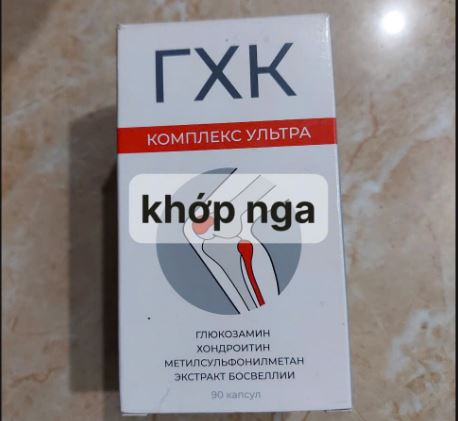 ГХК
КОМПЛЕКС УЛЬТРА
khớp nga
ГЛЮКОЗАМИН
ХОНДРОИТИН
МЕТИЛСУЛЬФОНИЛМЕТАН
ЭКСТРАКТ БОСВЕЛЛИИ
90 капсул